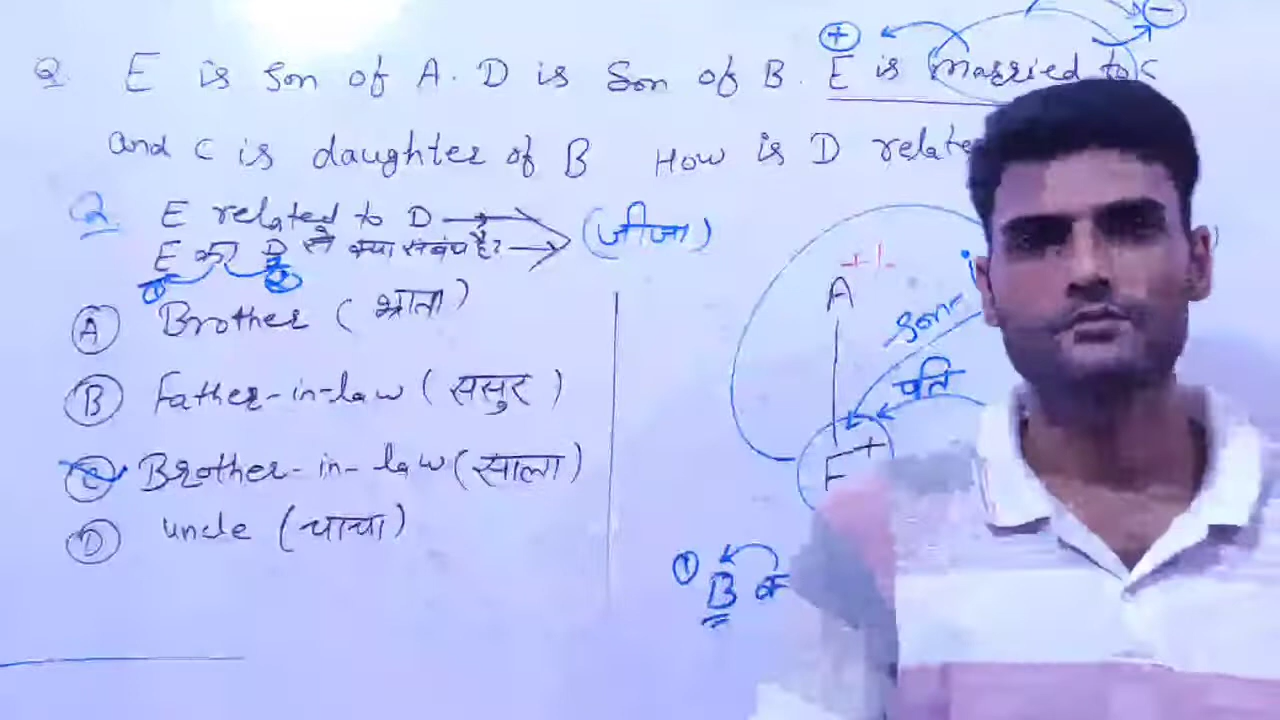 Q. E is son of A. D is son of B. E is married to C
and C is daughter of B How is D relate
Q. E related to D
E का D से क्या संबंध है?
(जीजा)
A Brother (भ्राता)
B Father-in-law (ससुर)
C Brother-in-law (साला)
D uncle (चाचा)
+
-
+/-
A
son
पति
E +
+ B क